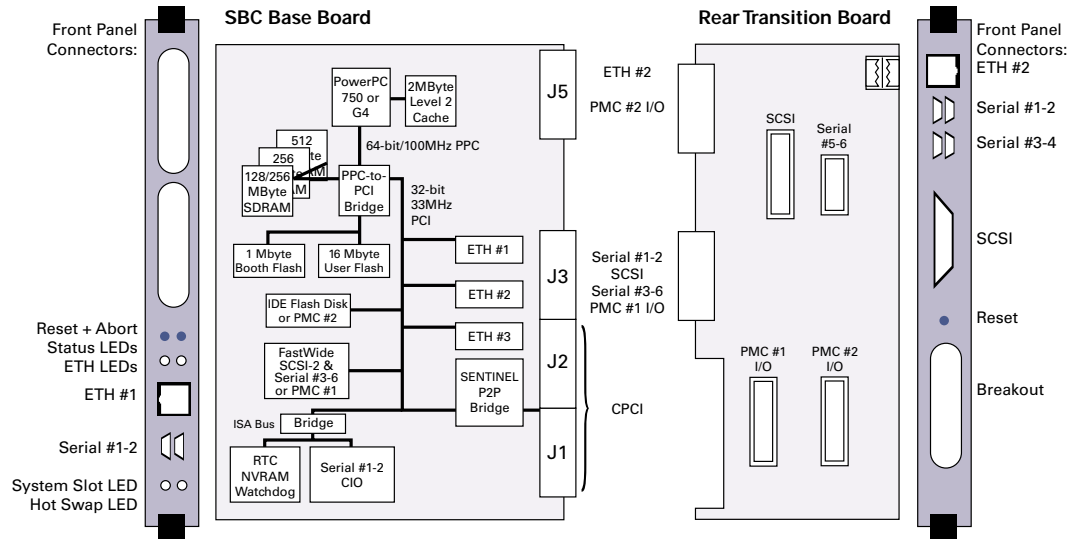 SBC Base Board
Rear Transition Board
Front Panel
Connectors:
Reset + Abort
Status LEDs
ETH LEDs
ETH #1
Serial #1-2
System Slot LED
Hot Swap LED
PowerPC
750 or
G4
2MByte
Level 2
Cache
64-bit/100MHz PPC
512
256
128/256
MByte
SDRAM
PPC-to-
PCI
Bridge
32-bit
33MHz
PCI
1 Mbyte
Booth Flash
16 Mbyte
User Flash
ETH #1
ETH #2
ETH #3
IDE Flash Disk
or PMC #2
FastWide
SCSI-2 &
Serial #3-6
or PMC #1
SENTINEL
P2P
Bridge
ISA Bus
Bridge
RTC
NVRAM
Watchdog
Serial #1-2
CIO
J5
J3
J2
J1
ETH #2
PMC #2 I/O
Serial #1-2
SCSI
Serial #3-6
PMC #1 I/O
CPCI
SCSI
Serial
#5-6
PMC #1
I/O
PMC #2
I/O
Front Panel
Connectors:
ETH #2
Serial #1-2
Serial #3-4
SCSI
Reset
Breakout